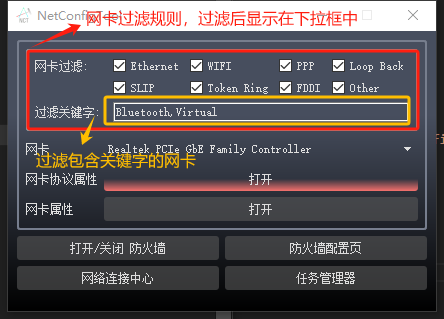 NetConfi
网卡过滤规则，过滤后显示在下拉框中
网卡过滤: Ethernet WIFI PPP Loop Back
SLIP Token Ring FDDI Other
过滤关键字: Bluetooth,Virtual
网卡 Realtek PCIe GbE Family Controller
过滤包含关键字的网卡
网卡协议属性 打开
网卡属性 打开
打开/关闭 防火墙 防火墙配置页
网络连接中心 任务管理器